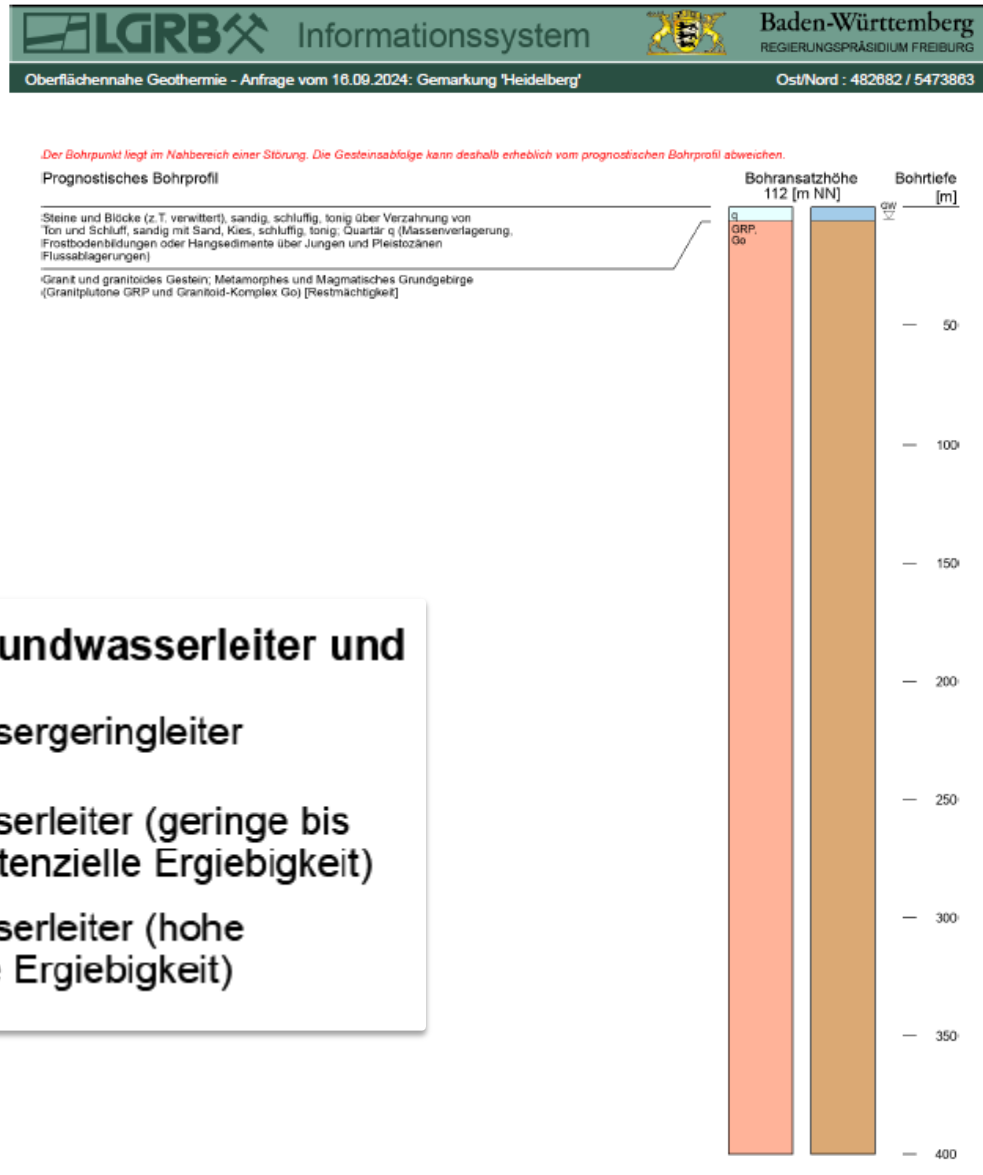 LGRB Informationssystem
Baden-Württemberg
REGIERUNGSPRÄSIDIUM FREIBURG
Oberflächennahe Geothermie - Anfrage vom 16.09.2024: Gemarkung 'Heidelberg'
Ost/Nord : 482682 / 5473863
Der Bohrpunkt liegt im Nahbereich einer Störung. Die Gesteinsabfolge kann deshalb erheblich vom prognostischen Bohrprofil abweichen.
Prognostisches Bohrprofil
Bohransatzhöhe
112 [m NN]
Bohrtiefe
[m]
Steine und Blöcke (z.T. verwittert), sandig, schluffig, tonig über Verzahnung von
Ton und Schluff, sandig mit Sand, Kies, schluffig, tonig; Quartär q (Massenverlagerung,
Frostbodenbildungen oder Hangsedimente über Jungen und Pleistozänen
Flussablagerungen)
Granit und granitoides Gestein; Metamorphes und Magmatisches Grundgebirge
(Granitplutone GRP und Granitoid-Komplex Go) [Restmächtigkeit]
q
GRP,
Go
GW
50
100
150
200
250
300
350
400
undwasserleiter und
sergeringleiter
serleiter (geringe bis
tenzielle Ergiebigkeit)
serleiter (hohe
e Ergiebigkeit)